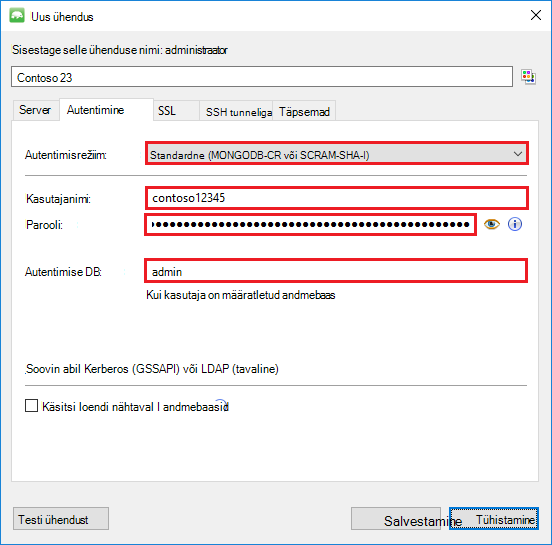 Uus ühendus
Sisestage selle ühenduse nimi: administraator
Contoso 23
Server Autentimine SSL SSH tunneliga Täpsemad
Autentimisrežiim: Standardne (MONGODB-CR või SCRAM-SHA-I)
Kasutajanimi: contoso12345
Parooli:
Autentimise DB: admin
Kui kasutaja on määratletud andmebaas
Soovin abil Kerberos (GSSAPI) või LDAP (tavaline)
Käsitsi loendi nähtaval I andmebaasid
Testi ühendust Salvestamine Tühistamine